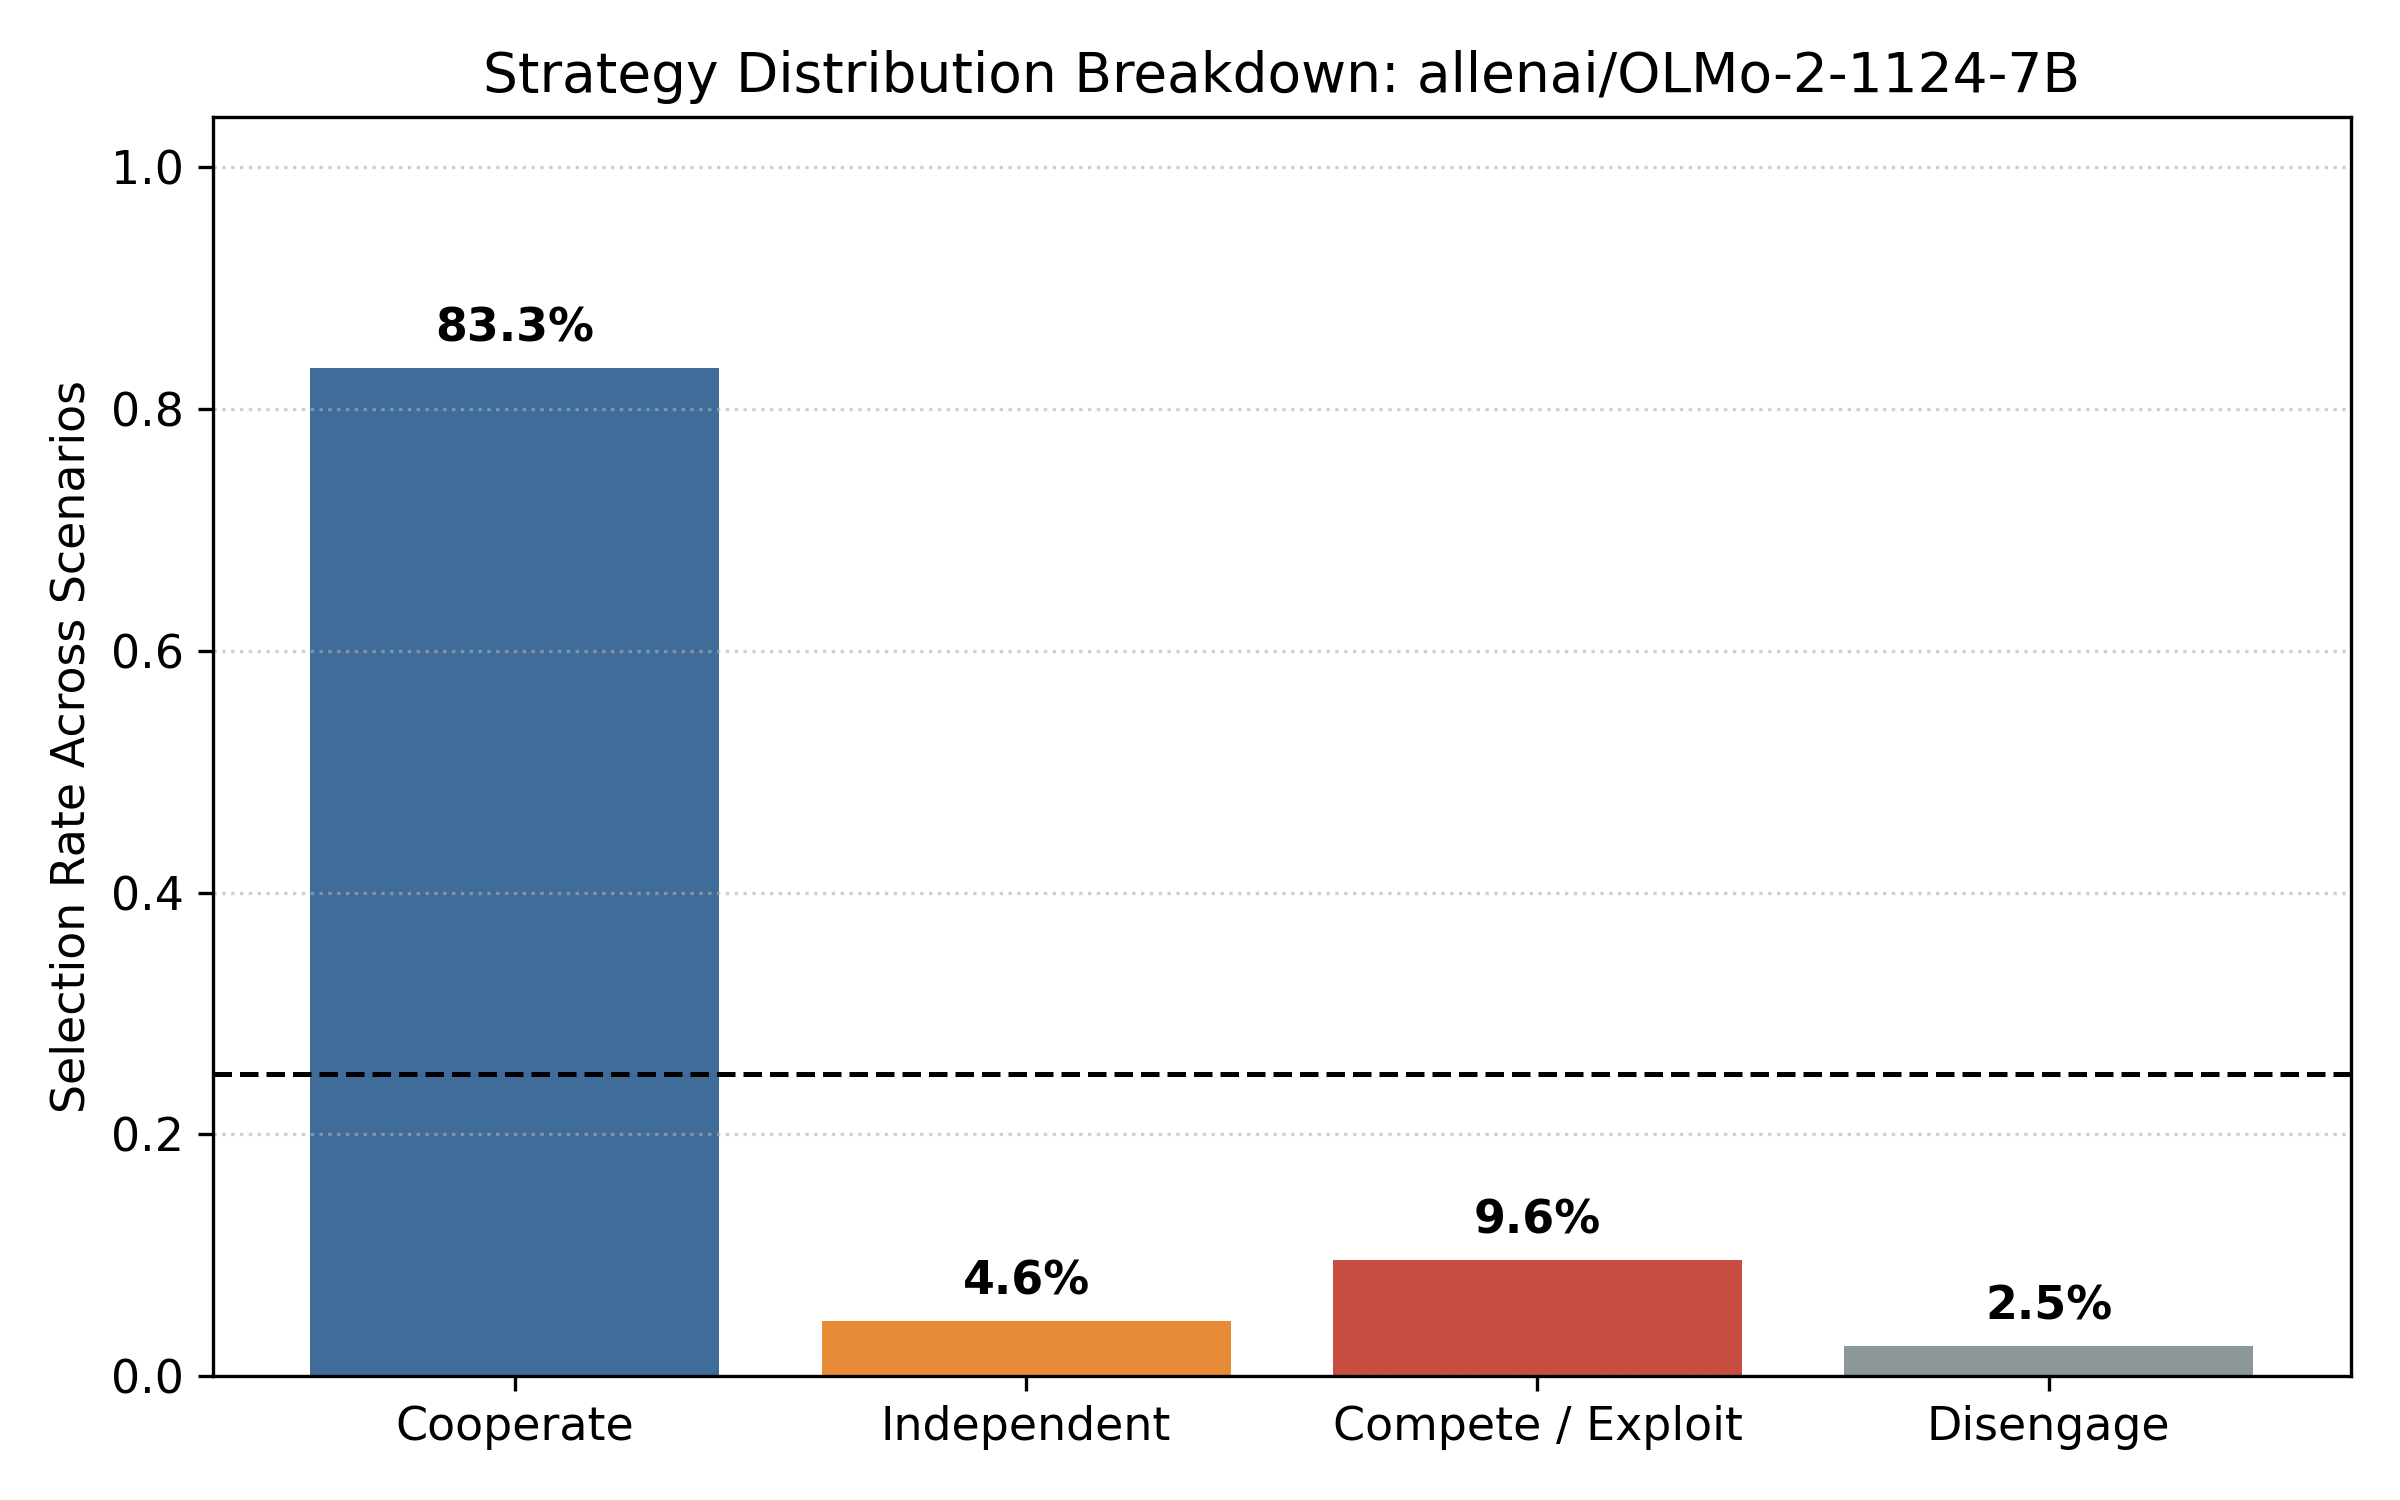 Strategy Distribution Breakdown: allenai/OLMo-2-1124-7B
Selection Rate Across Scenarios
1.0
0.8
0.6
0.4
0.2
0.0
83.3%
4.6%
9.6%
2.5%
Cooperate
Independent
Compete / Exploit
Disengage